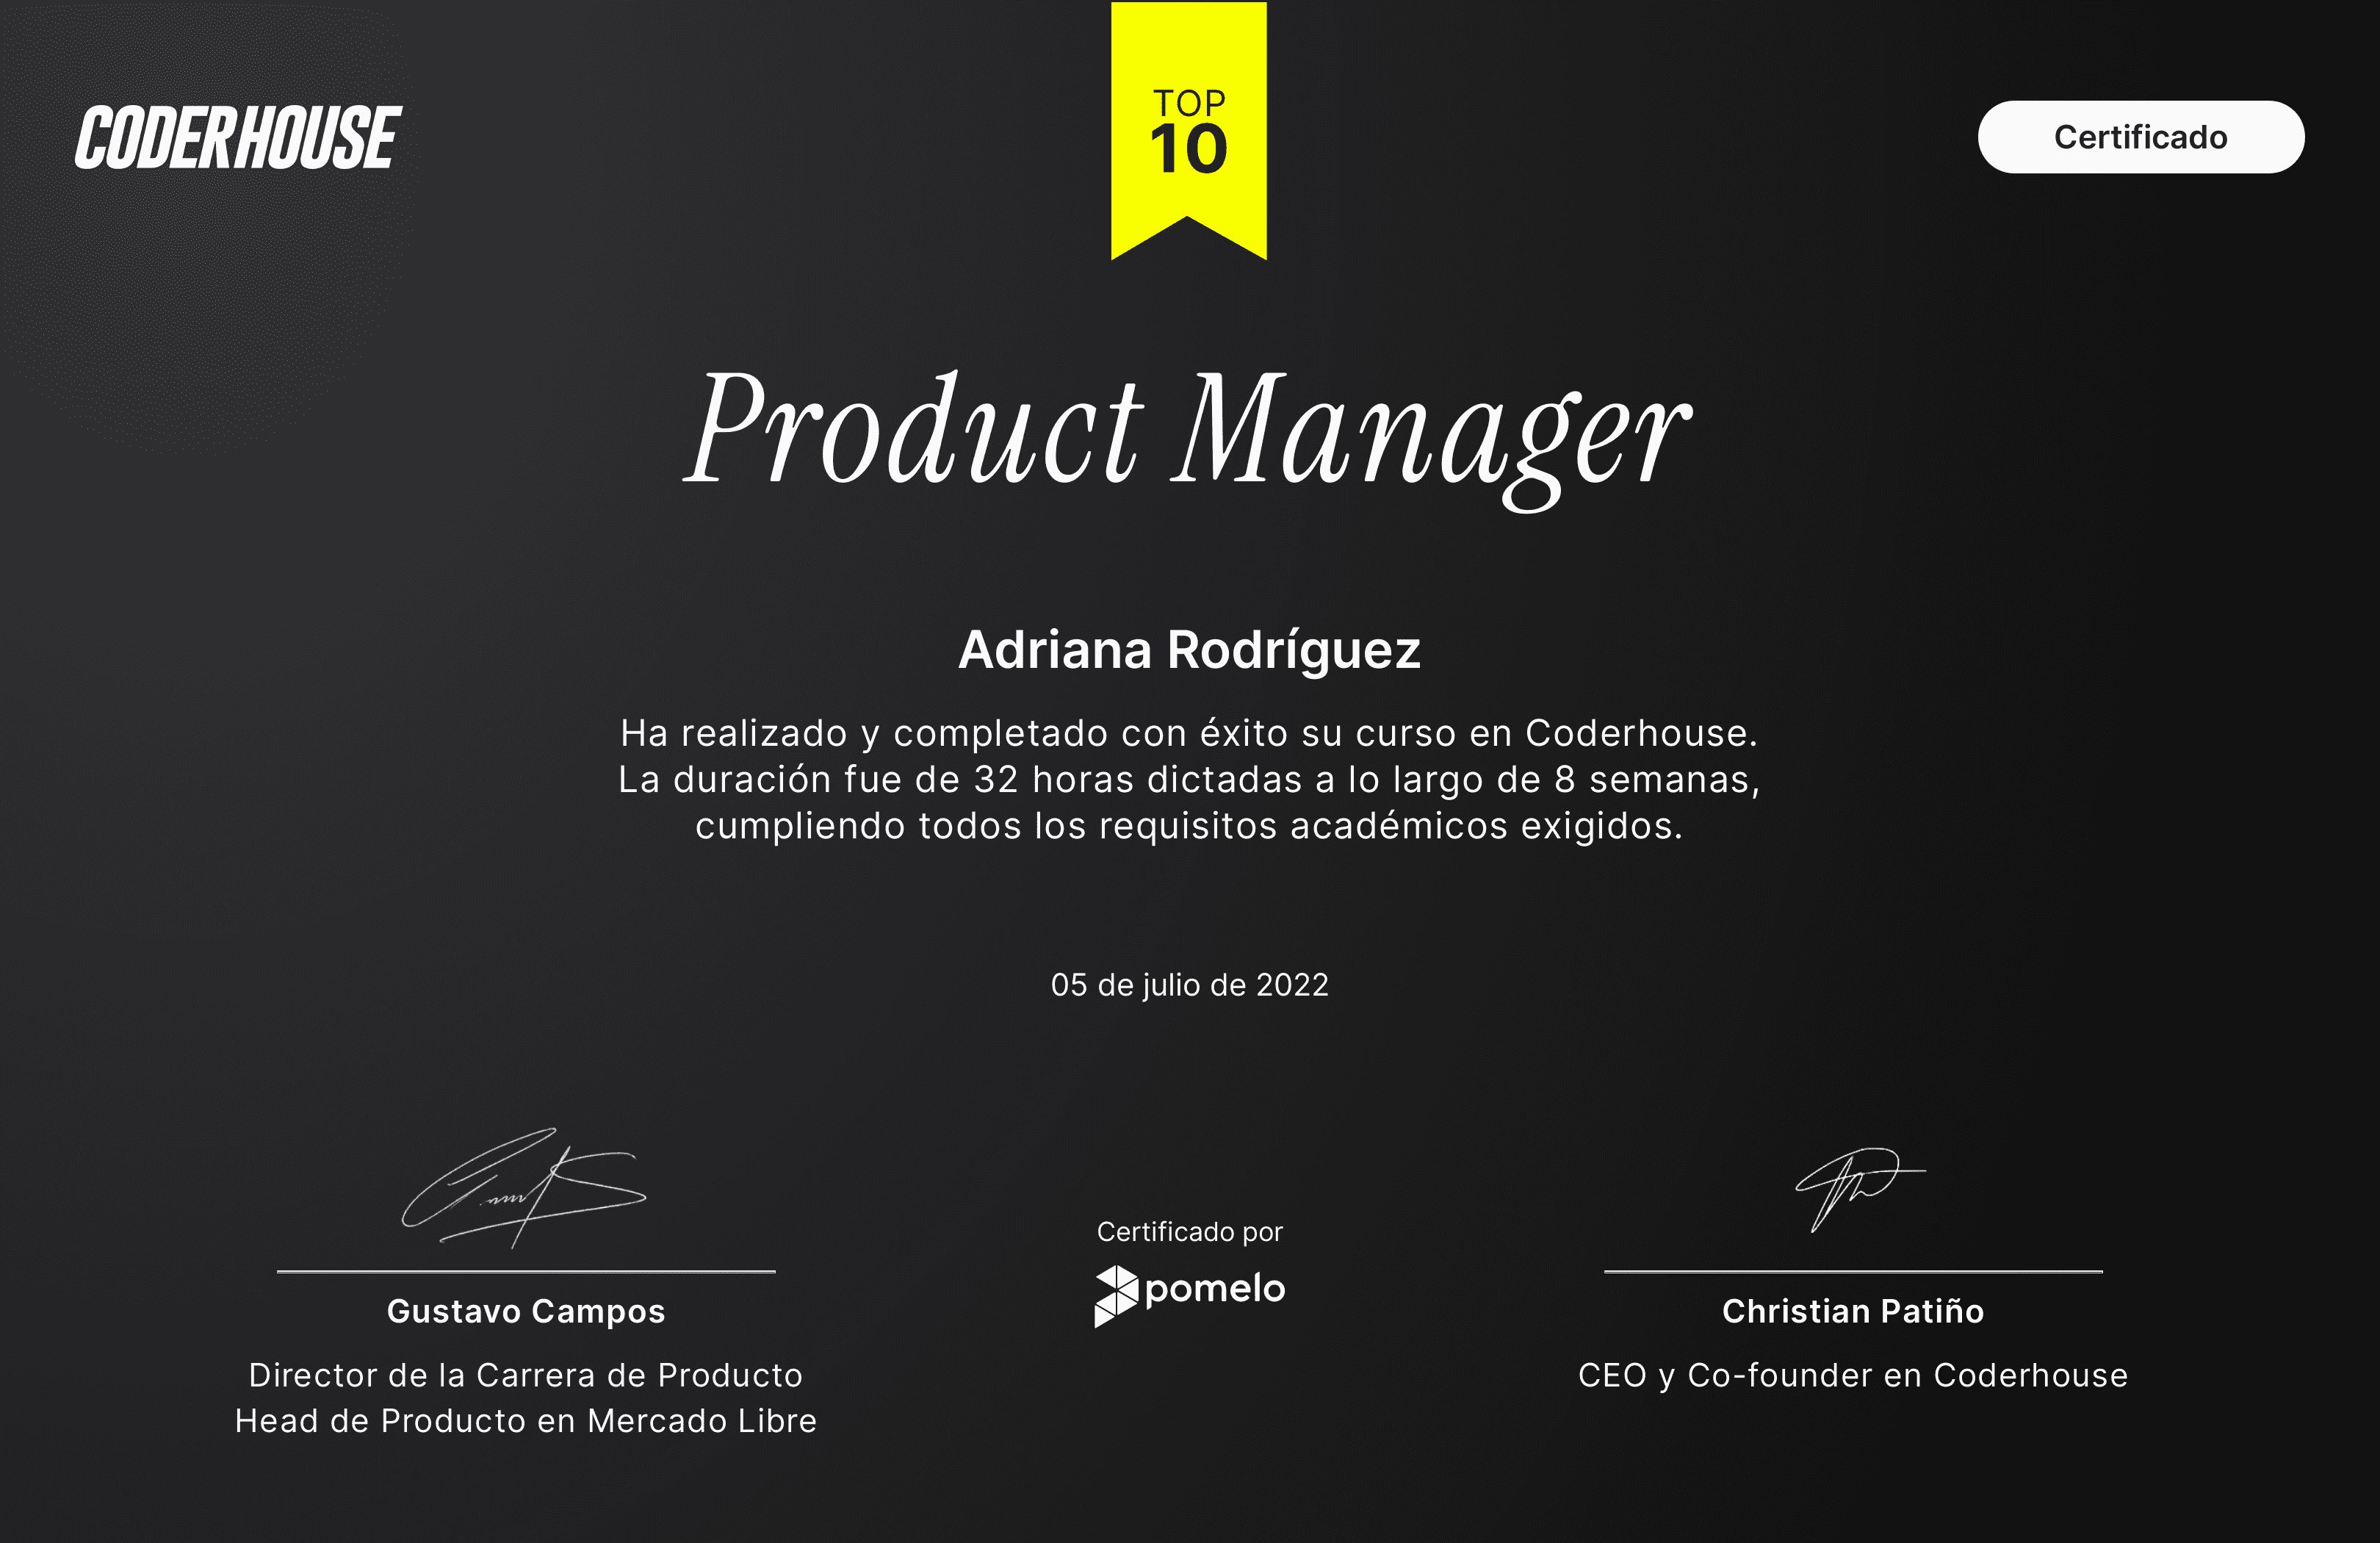 CODERHOUSE
TOP
10
Certificado
Product Manager
Adriana Rodríguez
Ha realizado y completado con éxito su curso en Coderhouse.
La duración fue de 32 horas dictadas a lo largo de 8 semanas,
cumpliendo todos los requisitos académicos exigidos.
05 de julio de 2022
Gustavo Campos
Director de la Carrera de Producto
Head de Producto en Mercado Libre
Certificado por
pomelo
Christian Patiño
CEO y Co-founder en Coderhouse